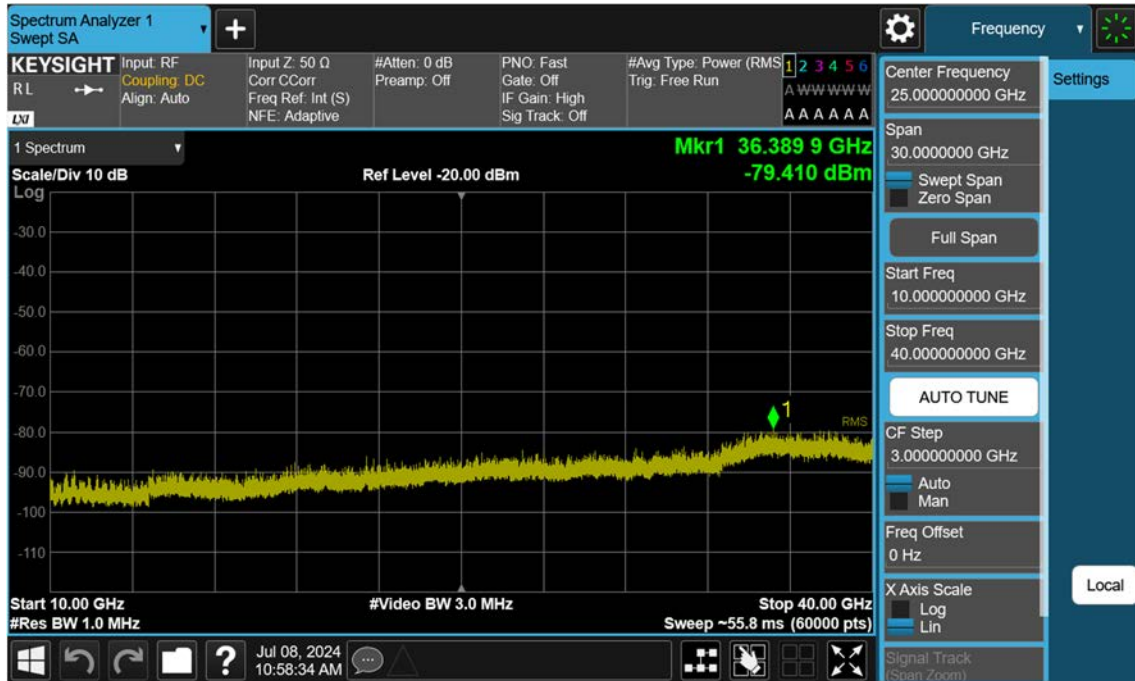 Spectrum Analyzer 1
Swept SA
+
Frequency
KEYSIGHT
RL
LXI
Input: RF
Coupling: DC
Align: Auto
Input Z: 50 Ω
Corr CCorr
Freq Ref: Int (S)
NFE: Adaptive
#Atten: 0 dB
Preamp: Off
PNO: Fast
Gate: Off
IF Gain: High
Sig Track: Off
#Avg Type: Power (RMS
Trig: Free Run
1 2 3 4 5 6
A W W W W W
A A A A A A
1 Spectrum
Mkr1 36.389 9 GHz
-79.410 dBm
Scale/Div 10 dB
Ref Level -20.00 dBm
Log
-30.0
-40.0
-50.0
-60.0
-70.0
-80.0
-90.0
-100
-110
1
RMS
Start 10.00 GHz
#Video BW 3.0 MHz
Stop 40.00 GHz
#Res BW 1.0 MHz
Sweep ~55.8 ms (60000 pts)
?
Jul 08, 2024
10:58:34 AM
Center Frequency
25.000000000 GHz
Span
30.0000000 GHz
Swept Span
Zero Span
Full Span
Start Freq
10.000000000 GHz
Stop Freq
40.000000000 GHz
AUTO TUNE
CF Step
3.000000000 GHz
Auto
Man
Freq Offset
0 Hz
X Axis Scale
Log
Lin
Signal Track
(Span Zoom)
Settings
Local